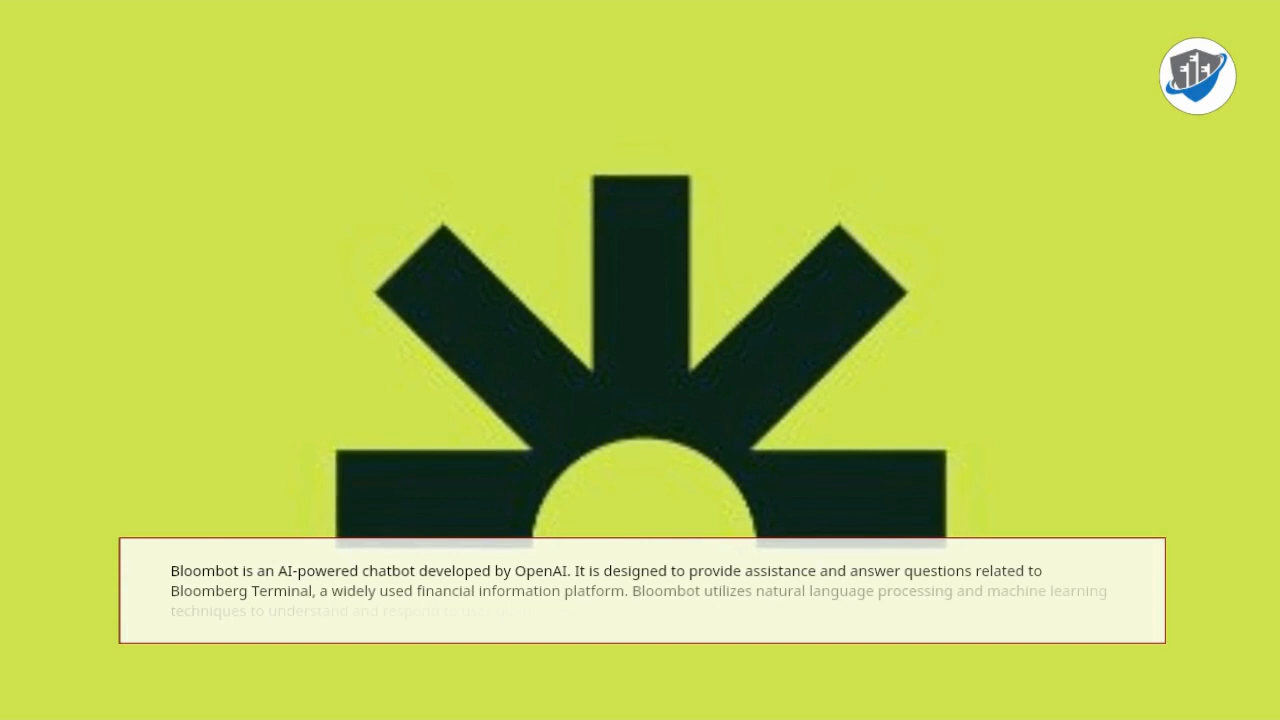 Bloombot is an AI-powered chatbot developed by OpenAI. It is designed to provide assistance and answer questions related to
Bloomberg Terminal, a widely used financial information platform. Bloombot utilizes natural language processing and machine learning
techniques to understand and respond to user